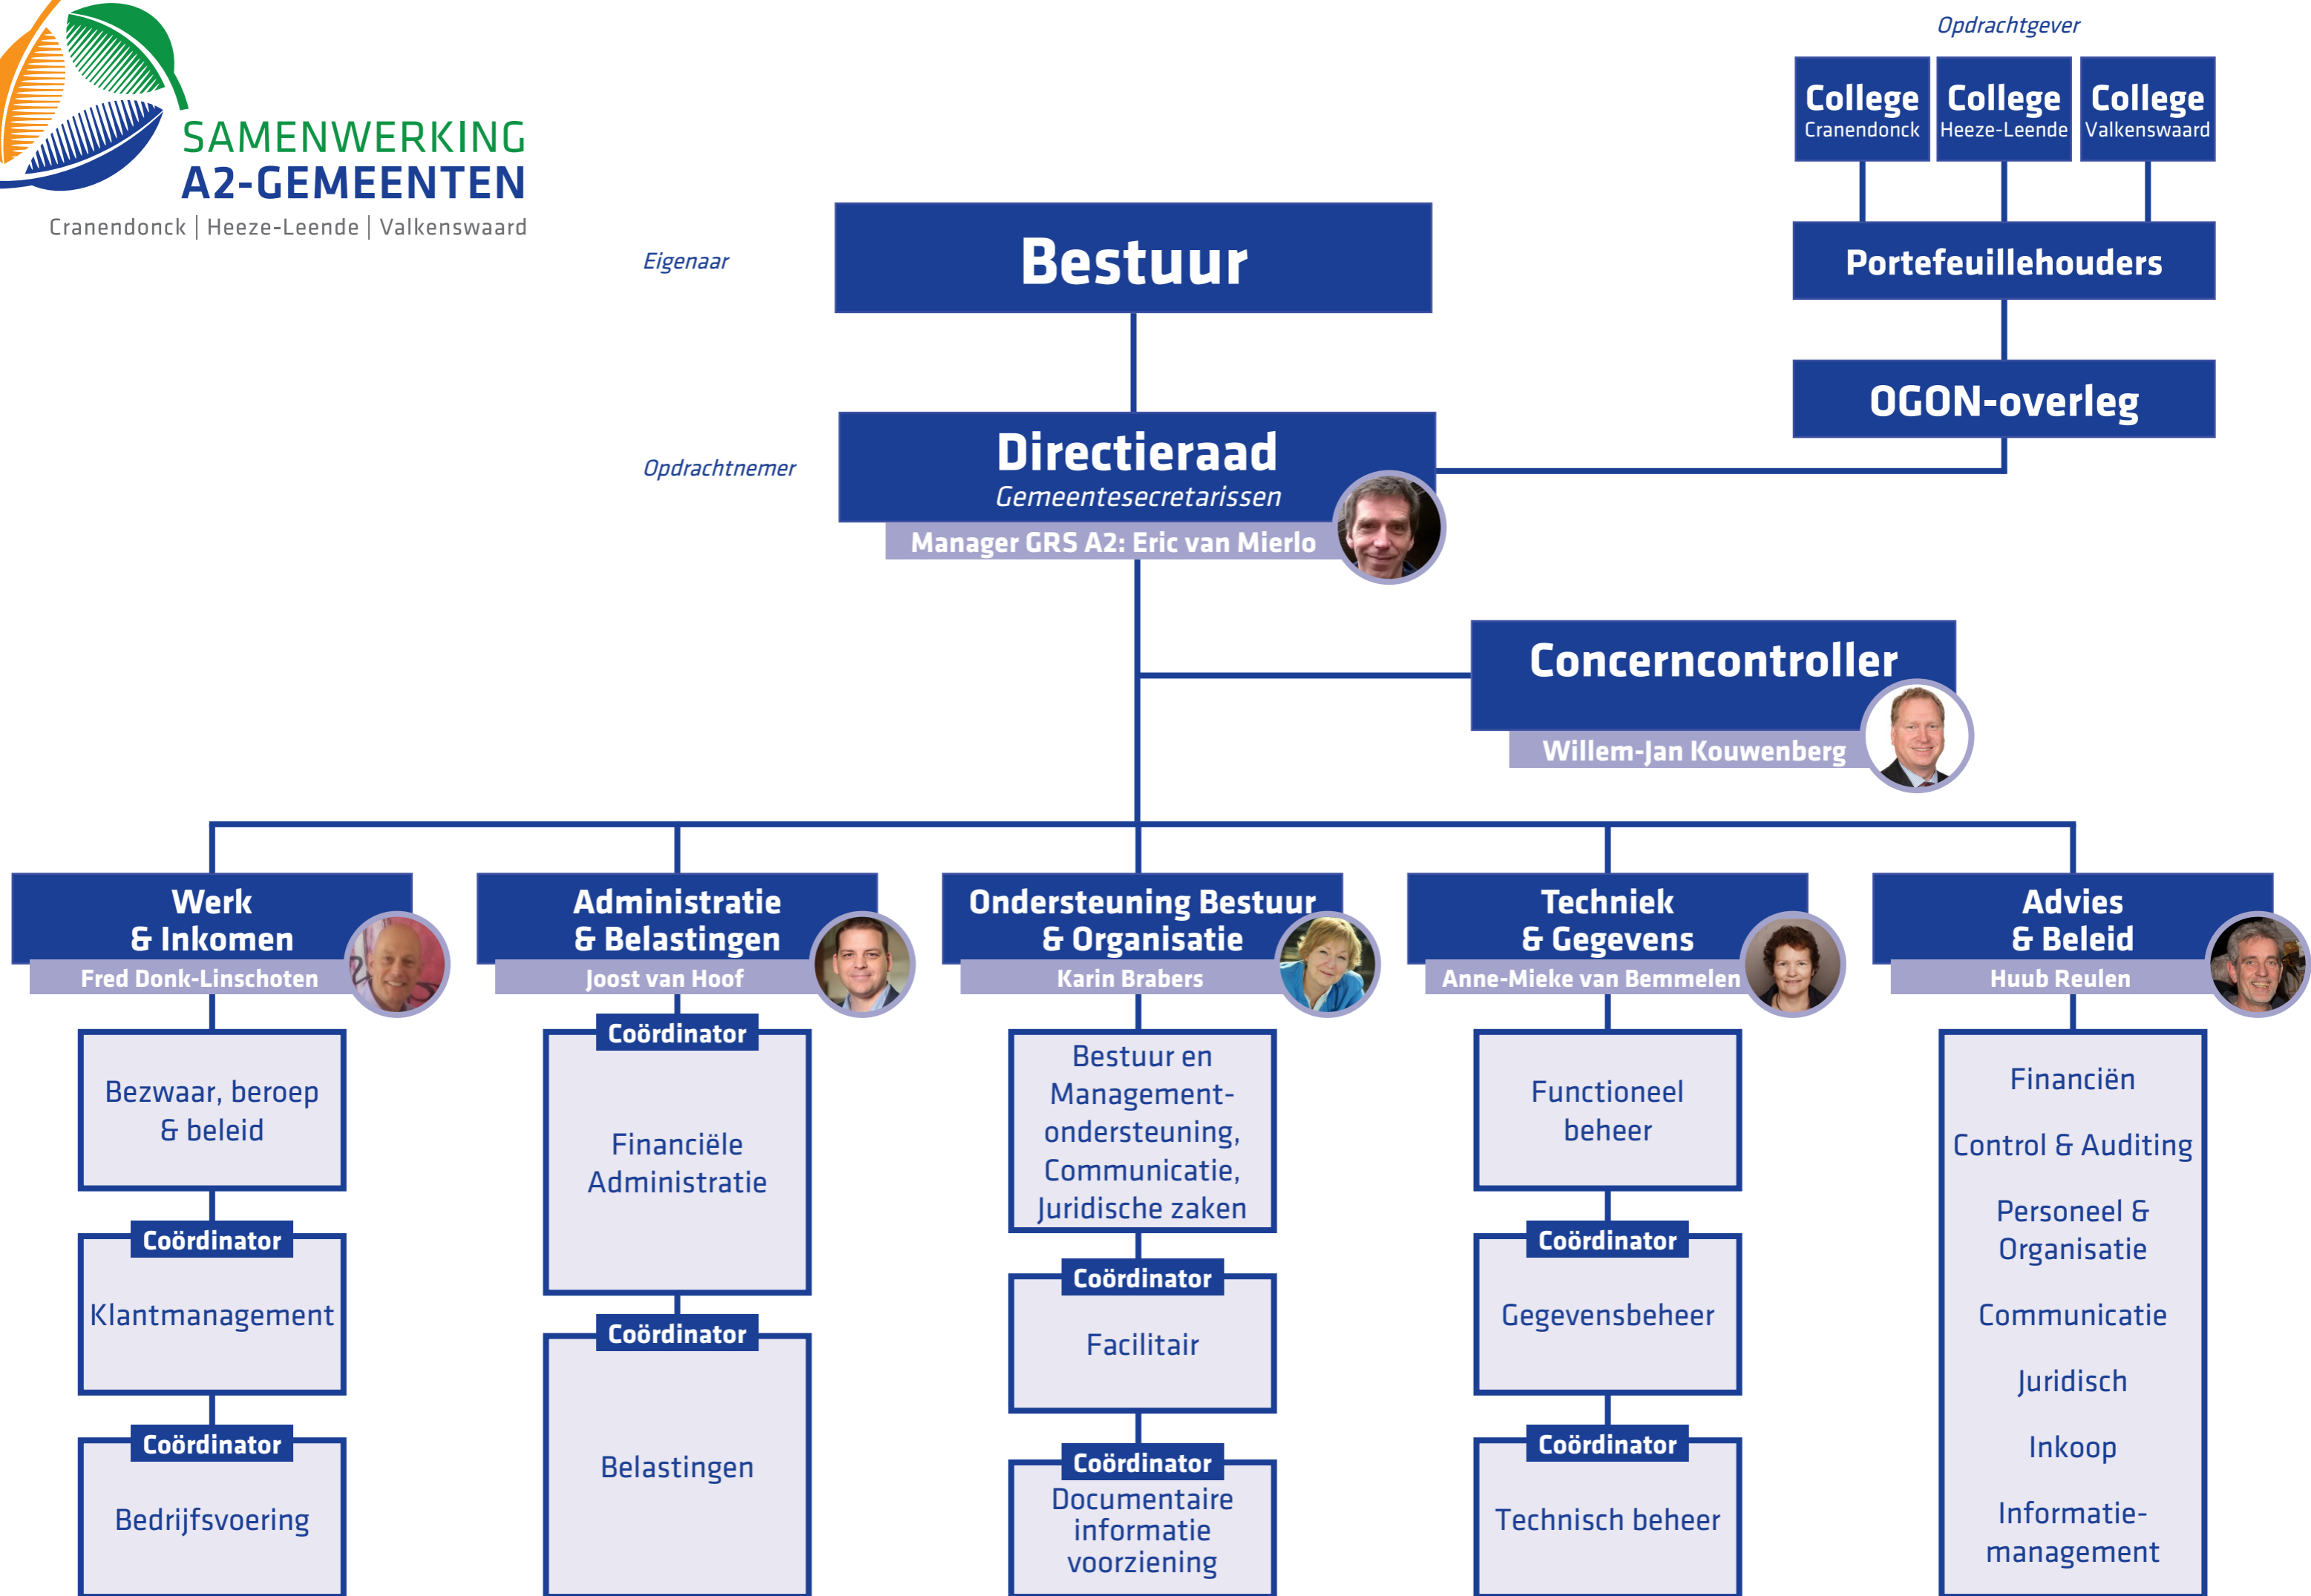 SAMENWERKING
A2-GEMEENTEN
Cranendonck | Heeze-Leende | Valkenswaard
Opdrachtgever
College
Cranendonck
College
Heeze-Leende
College
Valkenswaard
Portefeuillehouders
OGON-overleg
Eigenaar
Bestuur
Opdrachtnemer
Directieraad
Gemeentesecretarissen
Manager GRS A2: Eric van Mierlo
Concerncontroller
Willem-Jan Kouwenberg
Werk
& Inkomen
Fred Donk-Linschoten
Bezwaar, beroep
& beleid
Coördinator
Klantmanagement
Coördinator
Bedrijfsvoering
Administratie
& Belastingen
Joost van Hoof
Coördinator
Financiële
Administratie
Coördinator
Belastingen
Ondersteuning Bestuur
& Organisatie
Karin Brabers
Bestuur en
Management-
ondersteuning,
Communicatie,
Juridische zaken
Coördinator
Facilitair
Coördinator
Documentaire
informatie
voorziening
Techniek
& Gegevens
Anne-Mieke van Bemmelen
Functioneel
beheer
Coördinator
Gegevensbeheer
Coördinator
Technisch beheer
Advies
& Beleid
Huub Reulen
Financiën
Control & Auditing
Personeel &
Organisatie
Communicatie
Juridisch
Inkoop
Informatie-
management